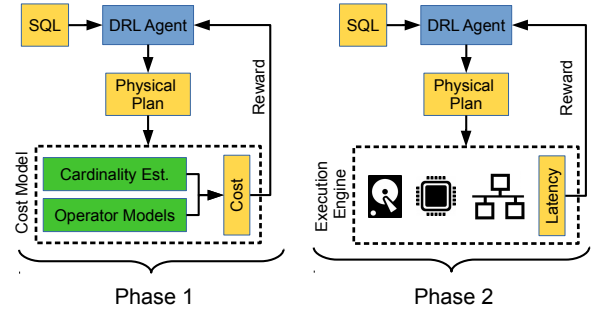 SQL
DRL Agent
Physical
Plan
Reward
Cost Model
Cardinality Est.
Operator Models
Cost
Phase 1
SQL
DRL Agent
Physical
Plan
Reward
Execution
Engine
Latency
Phase 2